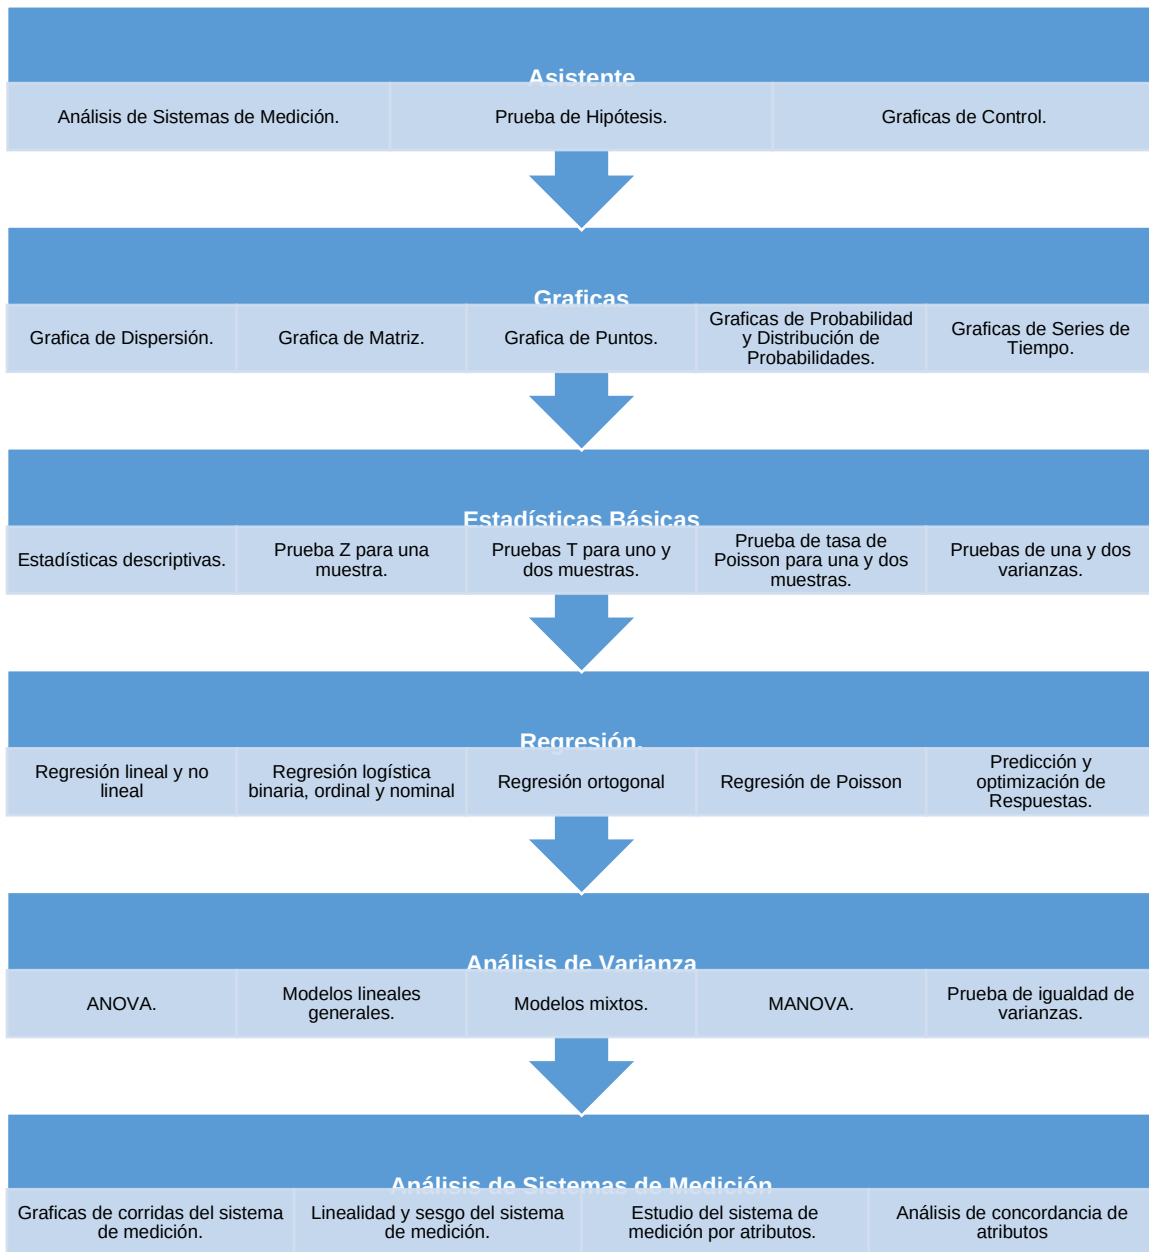 Asistente
Análisis de Sistemas de Medición.
Prueba de Hipótesis.
Graficas de Control.
Graficas
Grafica de Dispersión.
Grafica de Matriz.
Grafica de Puntos.
Graficas de Probabilidad
y Distribución de
Probabilidades.
Graficas de Series de
Tiempo.
Estadísticas Básicas
Estadísticas descriptivas.
Prueba Z para una
muestra.
Pruebas T para uno y
dos muestras.
Prueba de tasa de
Poisson para una y dos
muestras.
Pruebas de una y dos
varianzas.
Regresión.
Regresión lineal y no
lineal
Regresión logística
binaria, ordinal y nominal
Regresión ortogonal
Regresión de Poisson
Predicción y
optimización de
Respuestas.
Análisis de Varianza
ANOVA.
Modelos lineales
generales.
Modelos mixtos.
MANOVA.
Prueba de igualdad de
varianzas.
Análisis de Sistemas de Medición
Graficas de corridas del sistema
de medición.
Linealidad y sesgo del sistema
de medición.
Estudio del sistema de
medición por atributos.
Análisis de concordancia de
atributos